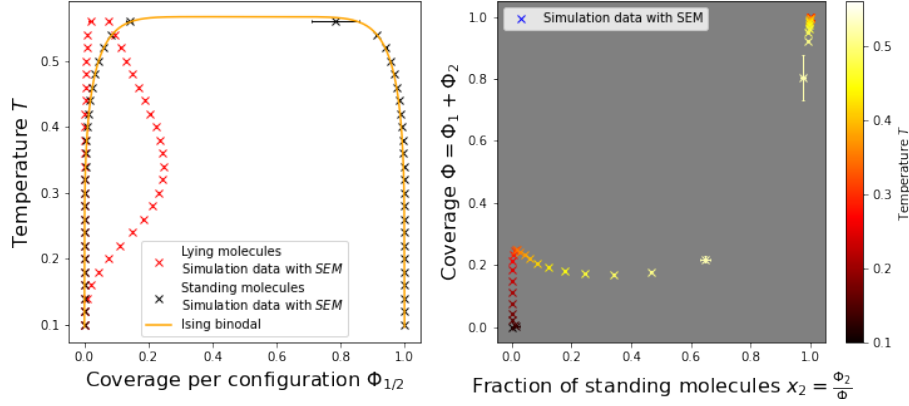 0.5
0.4
0.3
0.2
0.1
Temperature T
0.0 0.2 0.4 0.6 0.8 1.0
Coverage per configuration Φ1/2
Lying molecules
Simulation data with SEM
Standing molecules
Simulation data with SEM
Ising binodal
1.0
0.8
0.6
0.4
0.2
0.0
Coverage Φ = Φ1 + Φ2
0.0 0.2 0.4 0.6 0.8 1.0
Fraction of standing molecules x2 = Φ2/Φ
Simulation data with SEM
0.5
0.4
0.3
0.2
0.1
Temperature T